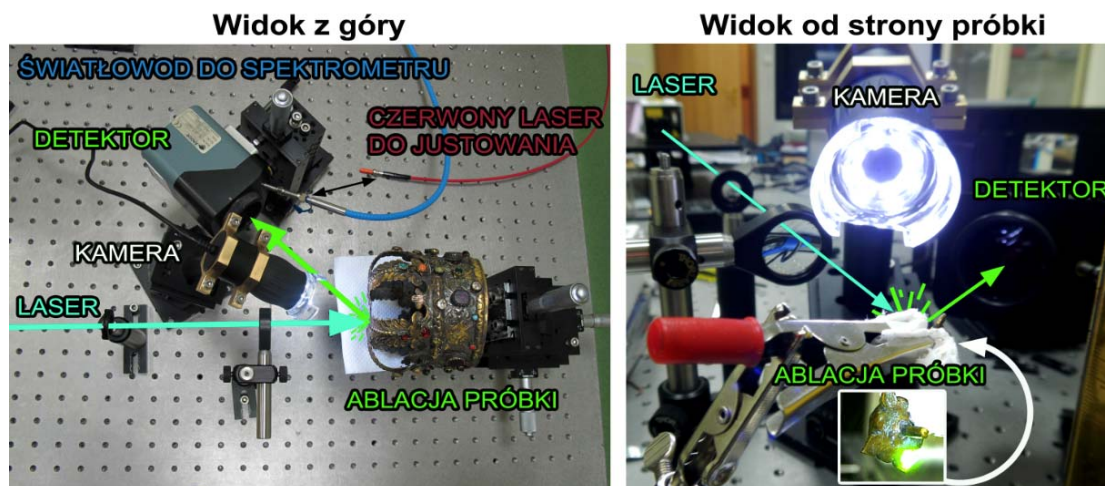 Widok z góry
ŚWIATŁOWOD DO SPEKTROMETRU
DETEKTOR
CZERWONY LASER
DO JUSTOWANIA
KAMERA
LASER
ABLACJA PRÓBKI
Widok od strony próbki
LASER
KAMERA
DETEKTOR
ABLACJA PRÓBKI